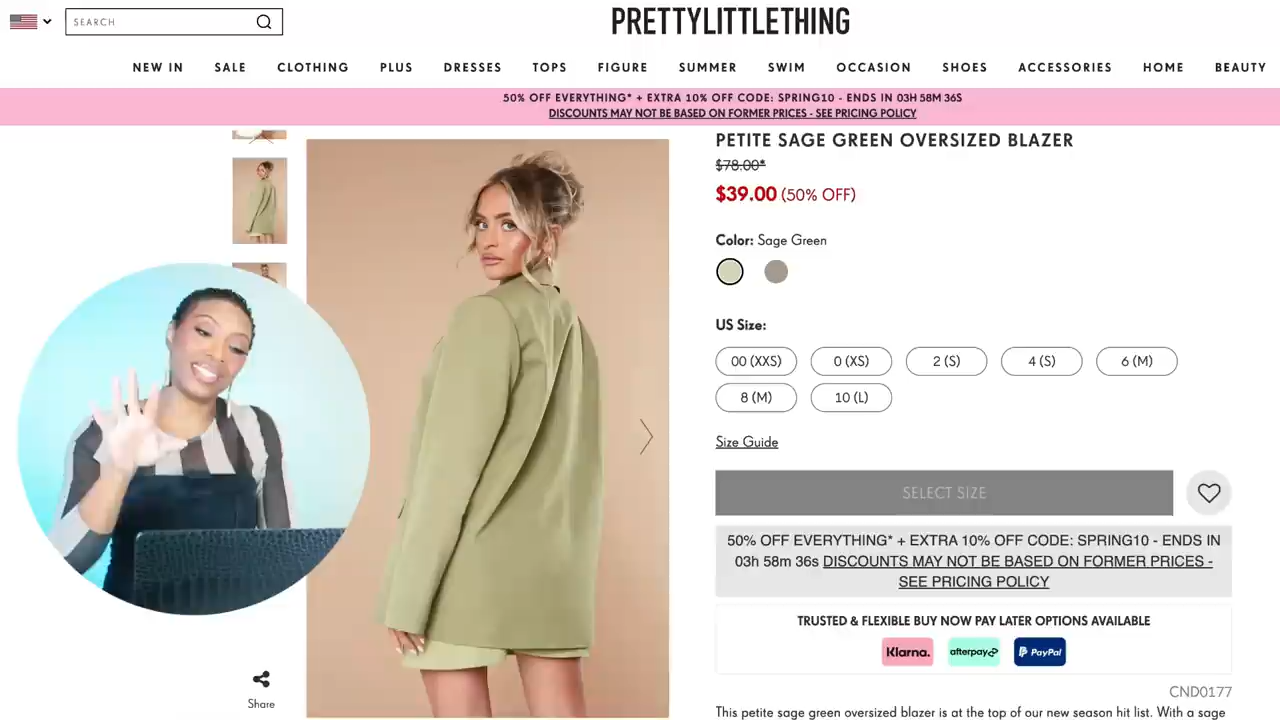 SEARCH
PRETTYLITTLETHING
NEW IN SALE CLOTHING PLUS DRESSES TOPS FIGURE SUMMER SWIM OCCASION SHOES ACCESSORIES HOME BEAUTY
50% OFF EVERYTHING* + EXTRA 10% OFF CODE: SPRING10 - ENDS IN 03H 58M 36S
DISCOUNTS MAY NOT BE BASED ON FORMER PRICES - SEE PRICING POLICY
PETITE SAGE GREEN OVERSIZED BLAZER
$78.00*
$39.00 (50% OFF)
Color: Sage Green
US Size:
00 (XXS) 0 (XS) 2 (S) 4 (S) 6 (M)
8 (M) 10 (L)
Size Guide
SELECT SIZE
50% OFF EVERYTHING* + EXTRA 10% OFF CODE: SPRING10 - ENDS IN
03h 58m 36s DISCOUNTS MAY NOT BE BASED ON FORMER PRICES -
SEE PRICING POLICY
TRUSTED & FLEXIBLE BUY NOW PAY LATER OPTIONS AVAILABLE
Klarna. afterpay PayPal
Share
CND0177
This petite sage green oversized blazer is at the top of our new season hit list. With a sage